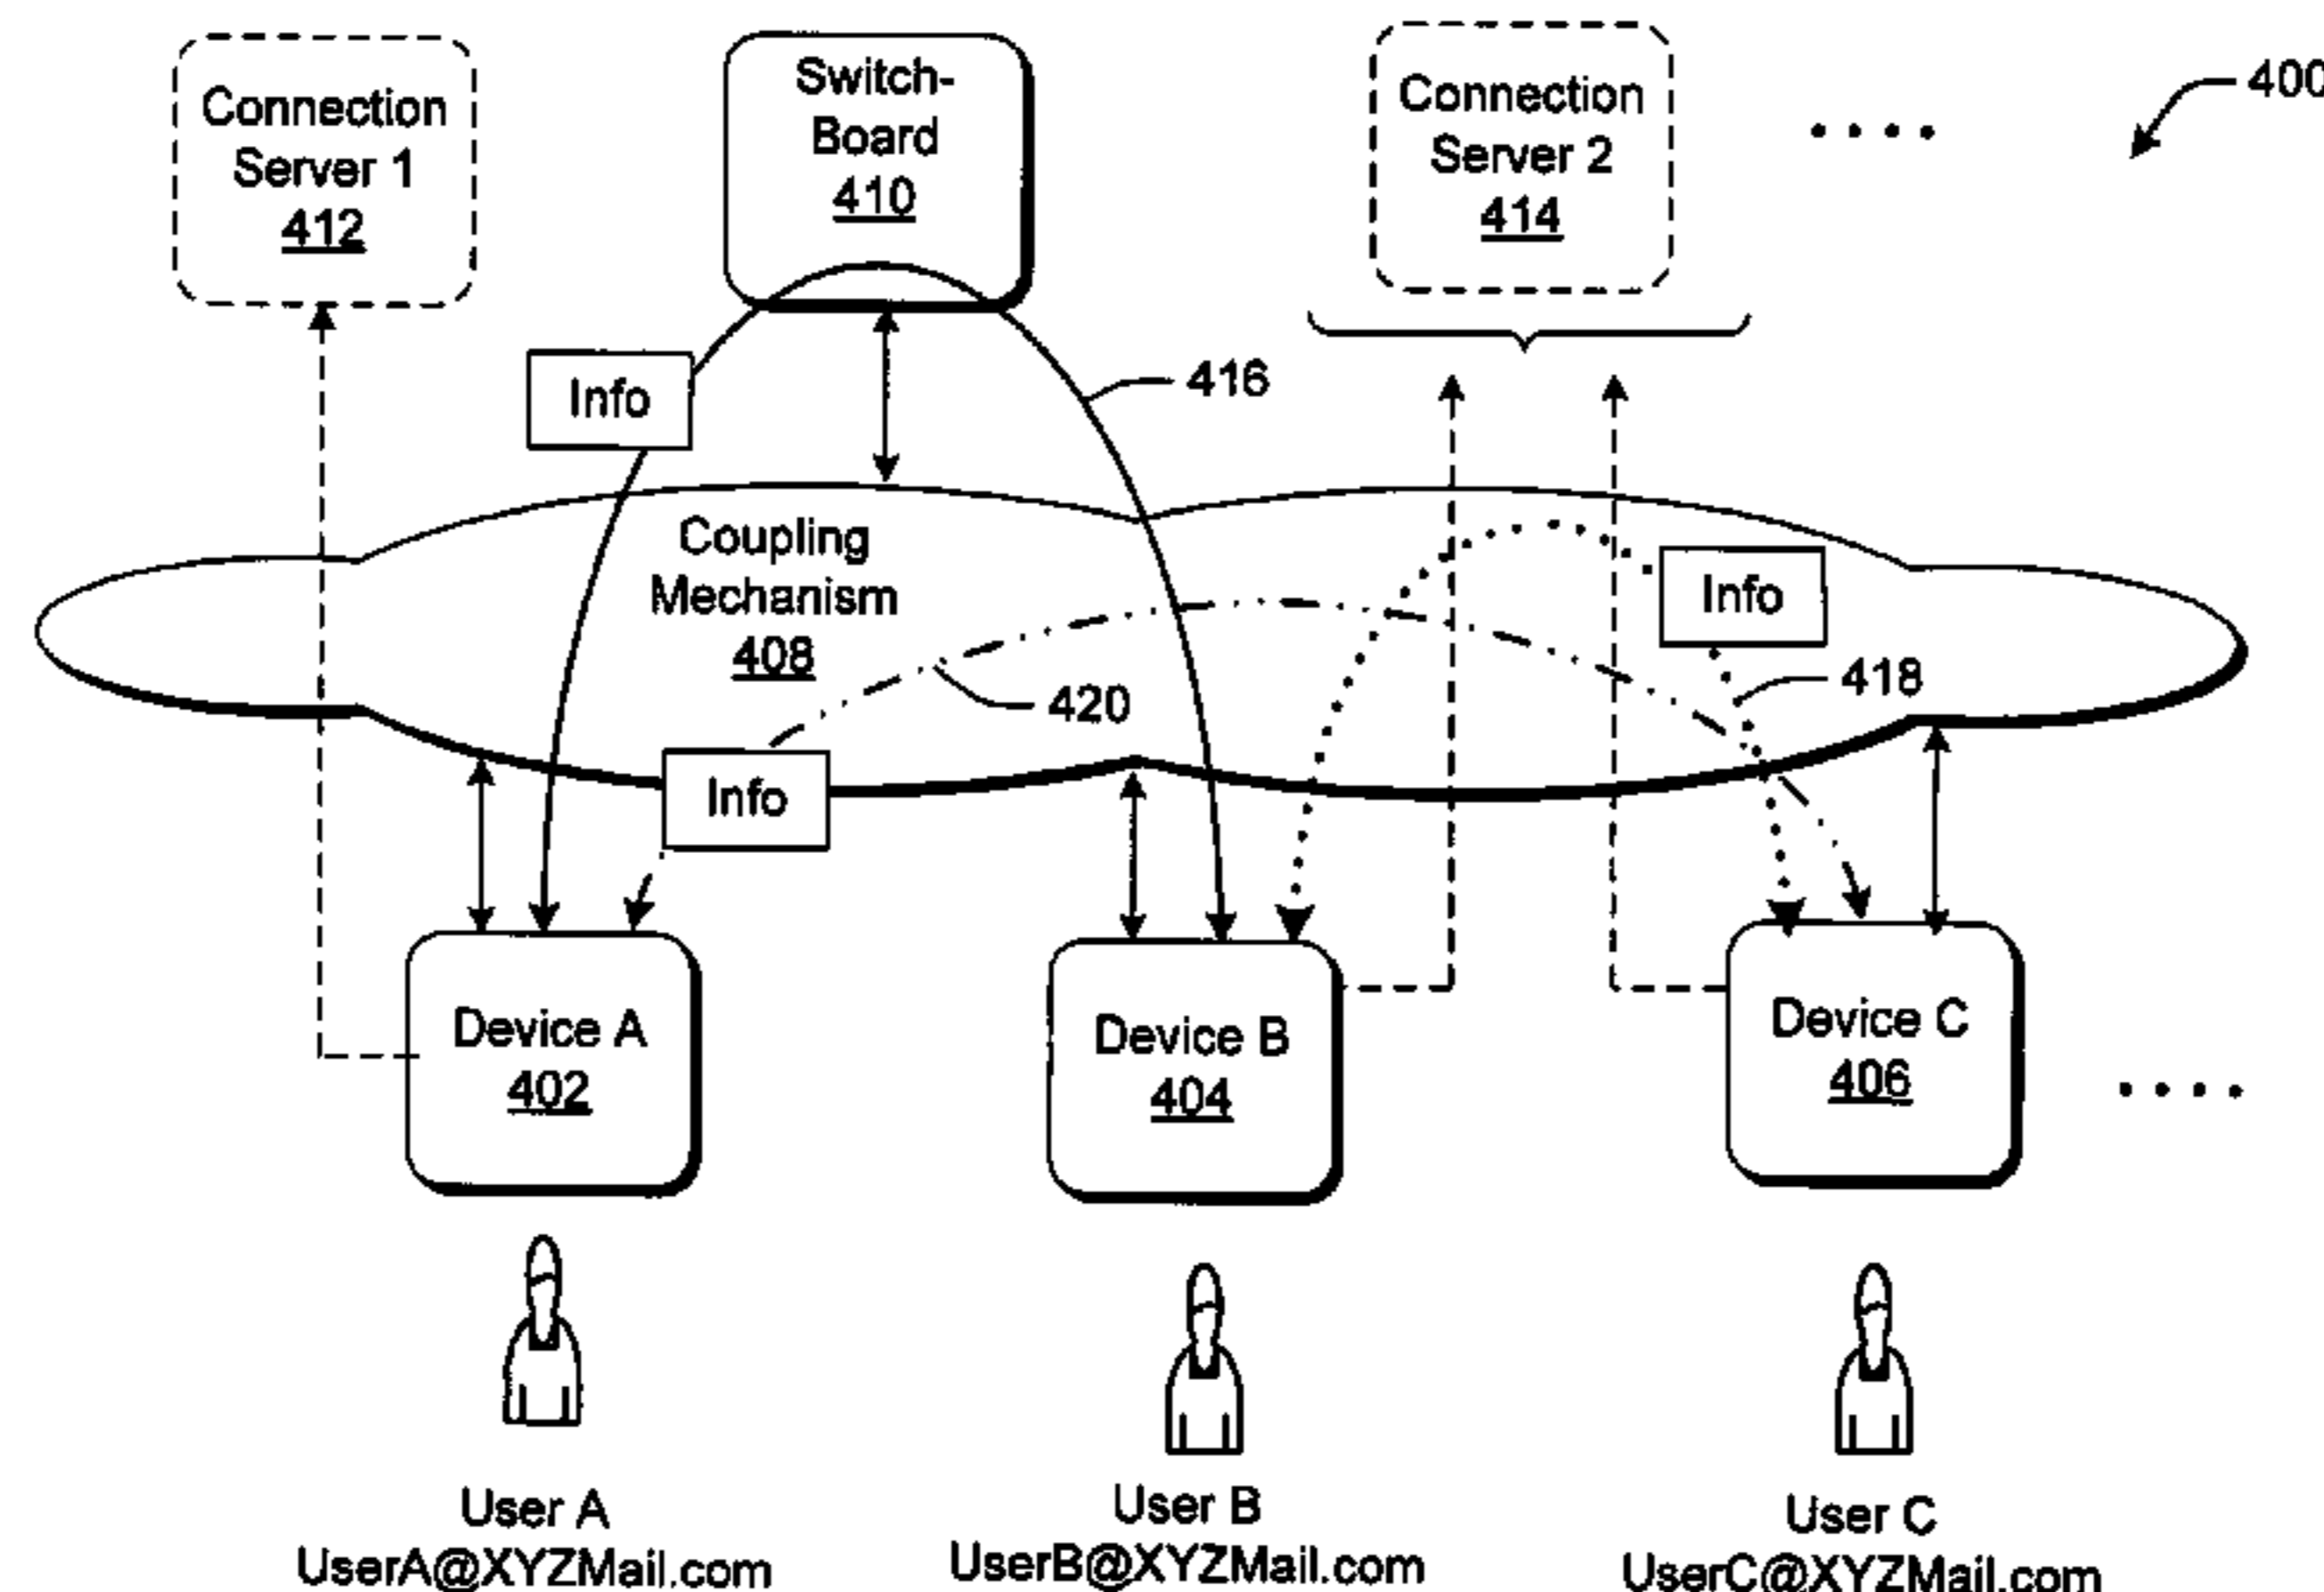 Connection
Server 1
412
Switch-
Board
410
Connection
Server 2
414
400
Info
416
Coupling
Mechanism
408
Info
420
418
Info
Device A
402
Device B
404
Device C
406
User A
UserA@XYZMail.com
User B
UserB@XYZMail.com
User C
UserC@XYZMail.com